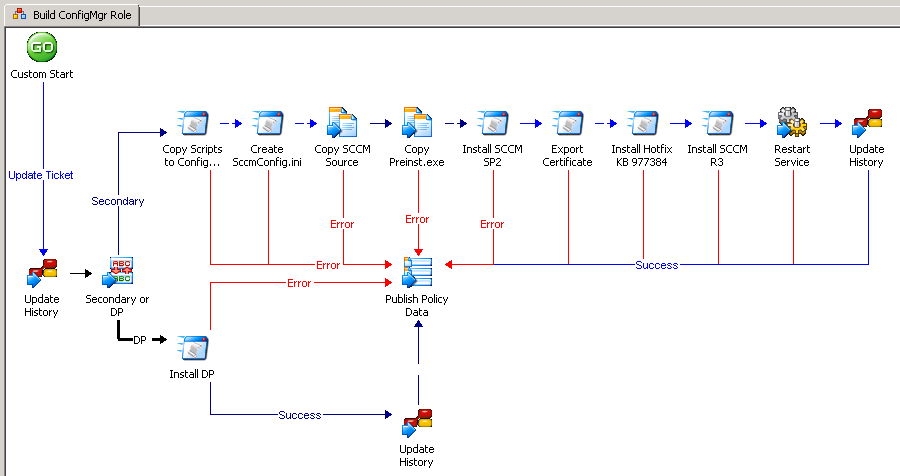 Build ConfigMgr Role
GO
Custom Start
Copy Scripts
to Config...
Create
SccmConfig.ini
Copy SCCM
Source
Copy
Preinst.exe
Install SCCM
SP2
Export
Certificate
Install Hotfix
KB 977384
Install SCCM
R3
Restart
Service
Update
History
Update Ticket
Secondary
Error
Error
Error
Error
Success
Error
Update
History
ABC
ABC
Secondary or
DP
Publish Policy
Data
DP
Install DP
Success
Update
History